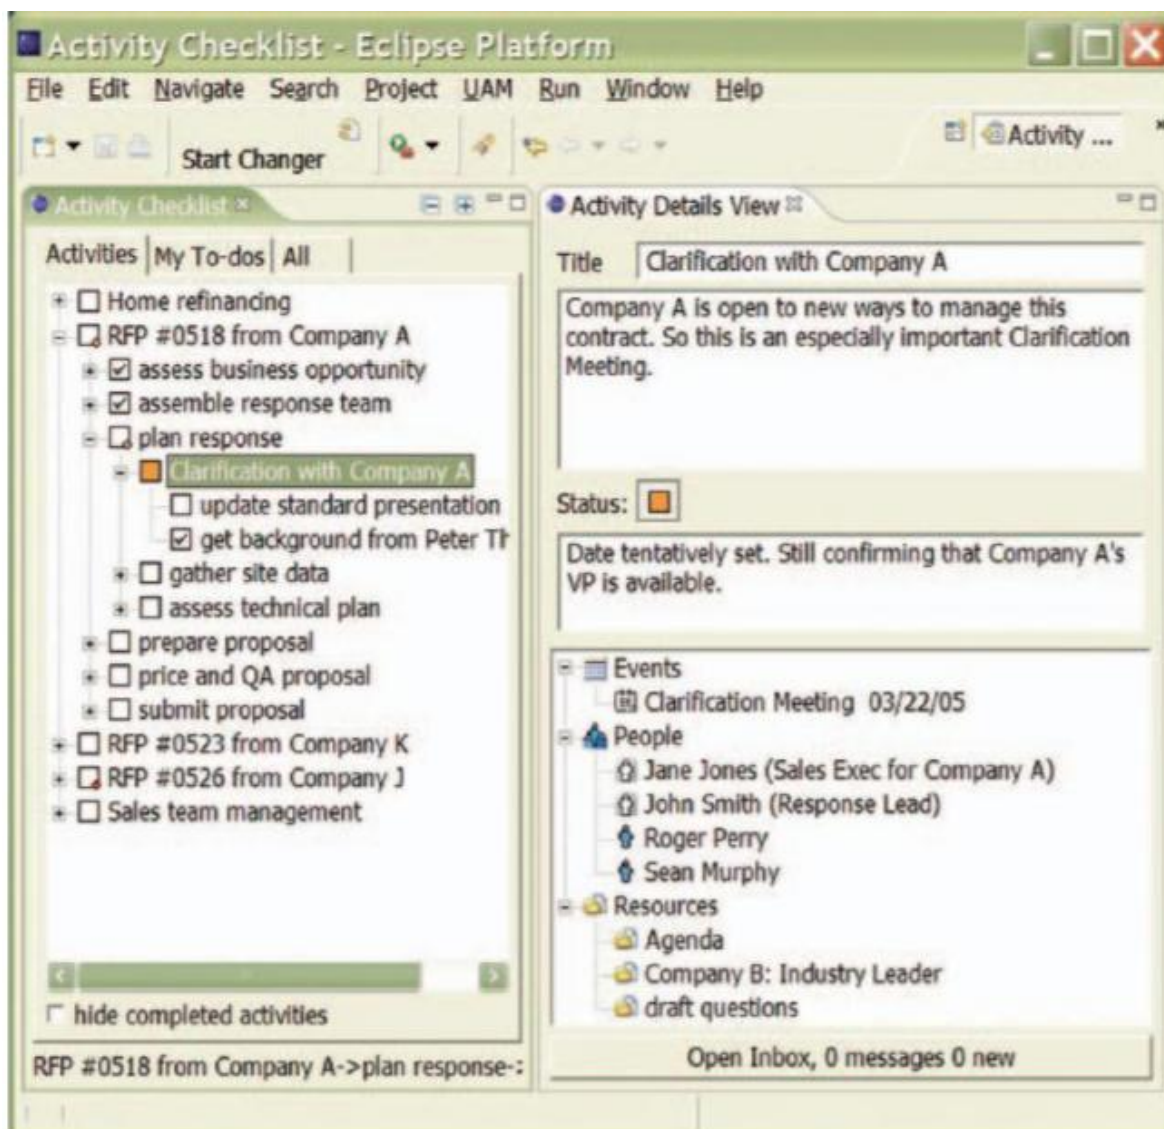 Activity Checklist - Eclipse Platform
File Edit Navigate Search Project UAM Run Window Help
Start Changer
Activity ...
Activity Checklist
Activities
My To-dos
All
Home refinancing
RFP #0518 from Company A
assess business opportunity
assemble response team
plan response
Clarification with Company A
update standard presentation
get background from Peter Th
gather site data
assess technical plan
prepare proposal
price and QA proposal
submit proposal
RFP #0523 from Company K
RFP #0526 from Company J
Sales team management
hide completed activities
RFP #0518 from Company A->plan response-:
Activity Details View
Title Clarification with Company A
Company A is open to new ways to manage this
contract. So this is an especially important Clarification
Meeting.
Status:
Date tentatively set. Still confirming that Company A's
VP is available.
Events
Clarification Meeting 03/22/05
People
Jane Jones (Sales Exec for Company A)
John Smith (Response Lead)
Roger Perry
Sean Murphy
Resources
Agenda
Company B: Industry Leader
draft questions
Open Inbox, 0 messages 0 new